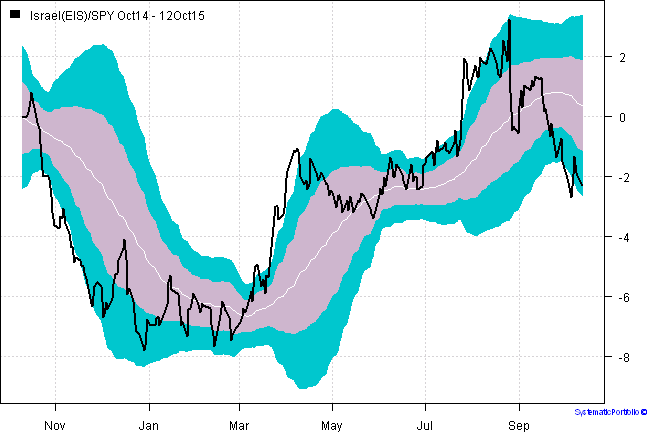 Israel(EIS)/SPY Oct14 - 12Oct15
2
0
-2
-4
-6
-8
Nov Jan Mar May Jul Sep
SystematicPortfolio ©